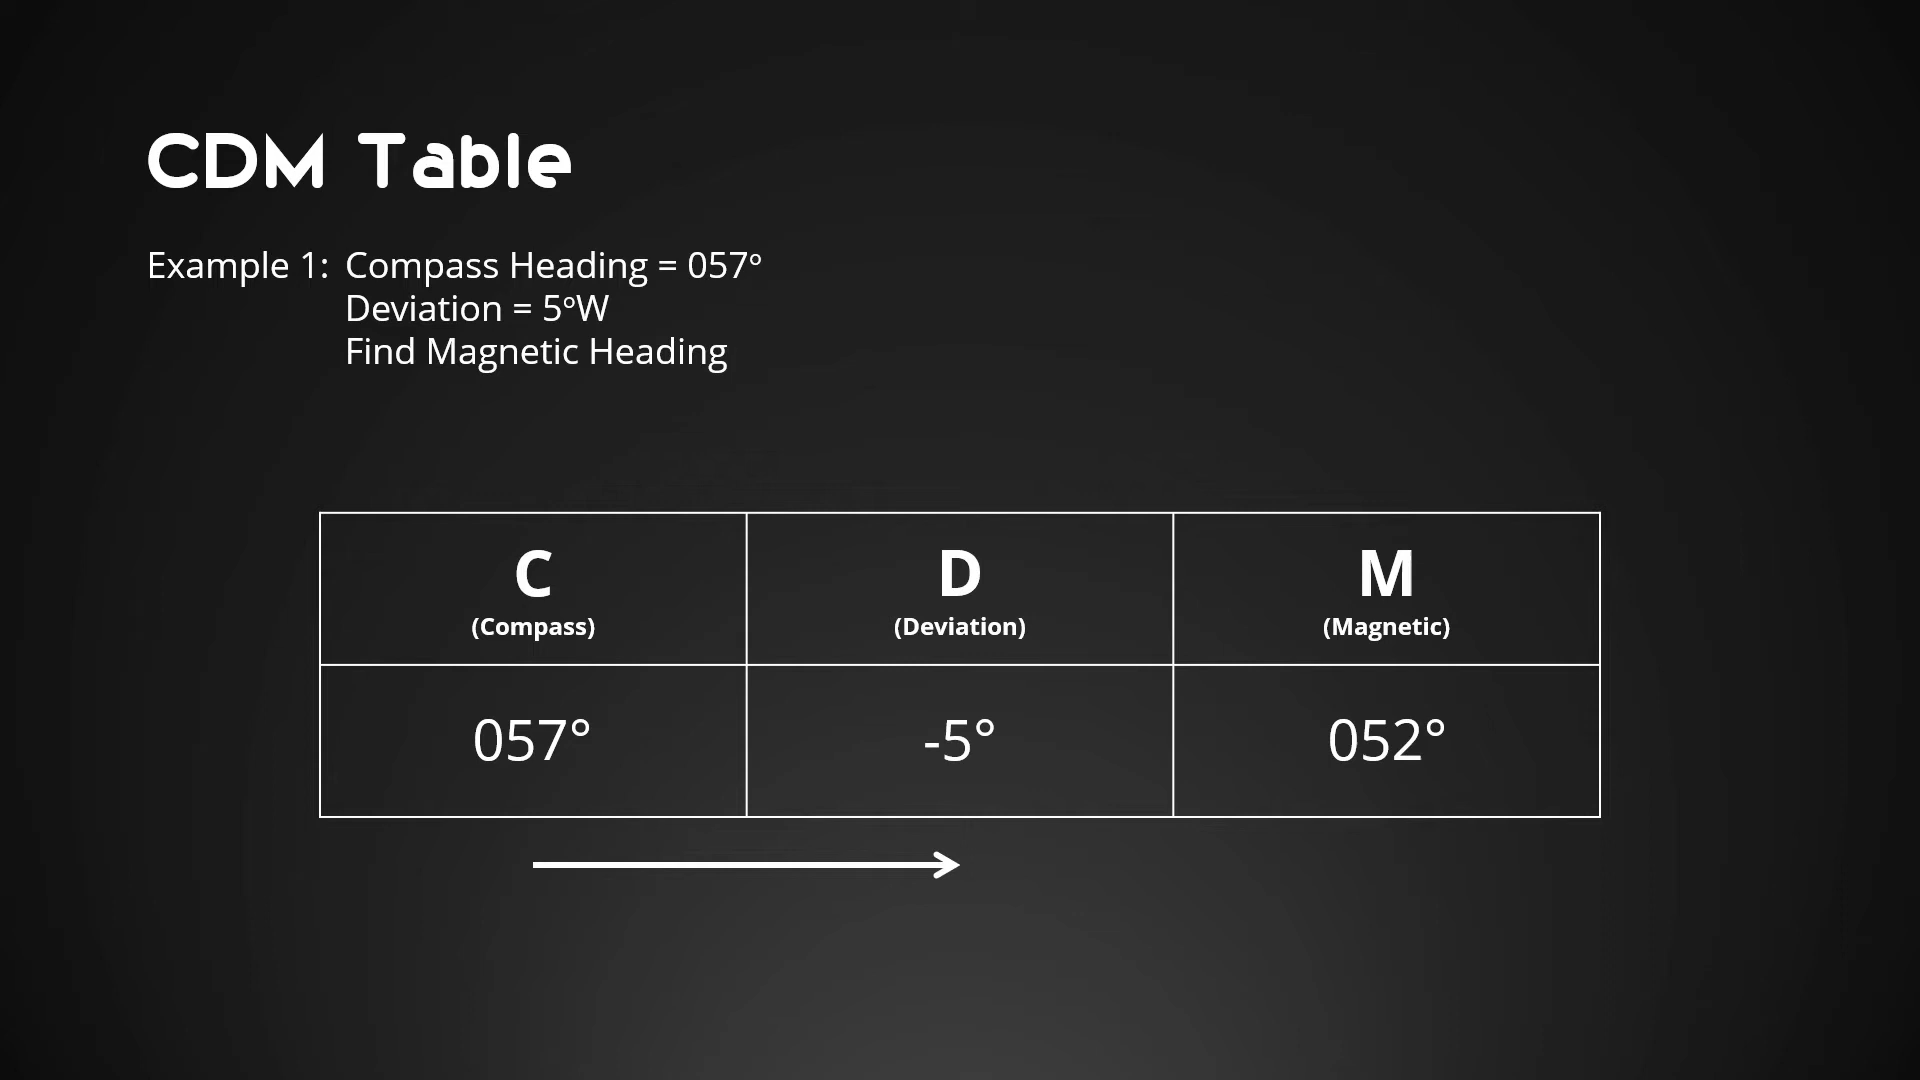 CDM Table
Example 1: Compass Heading = 057°
Deviation = 5°W
Find Magnetic Heading
C D M
(Compass) (Deviation) (Magnetic)
057° -5° 052°